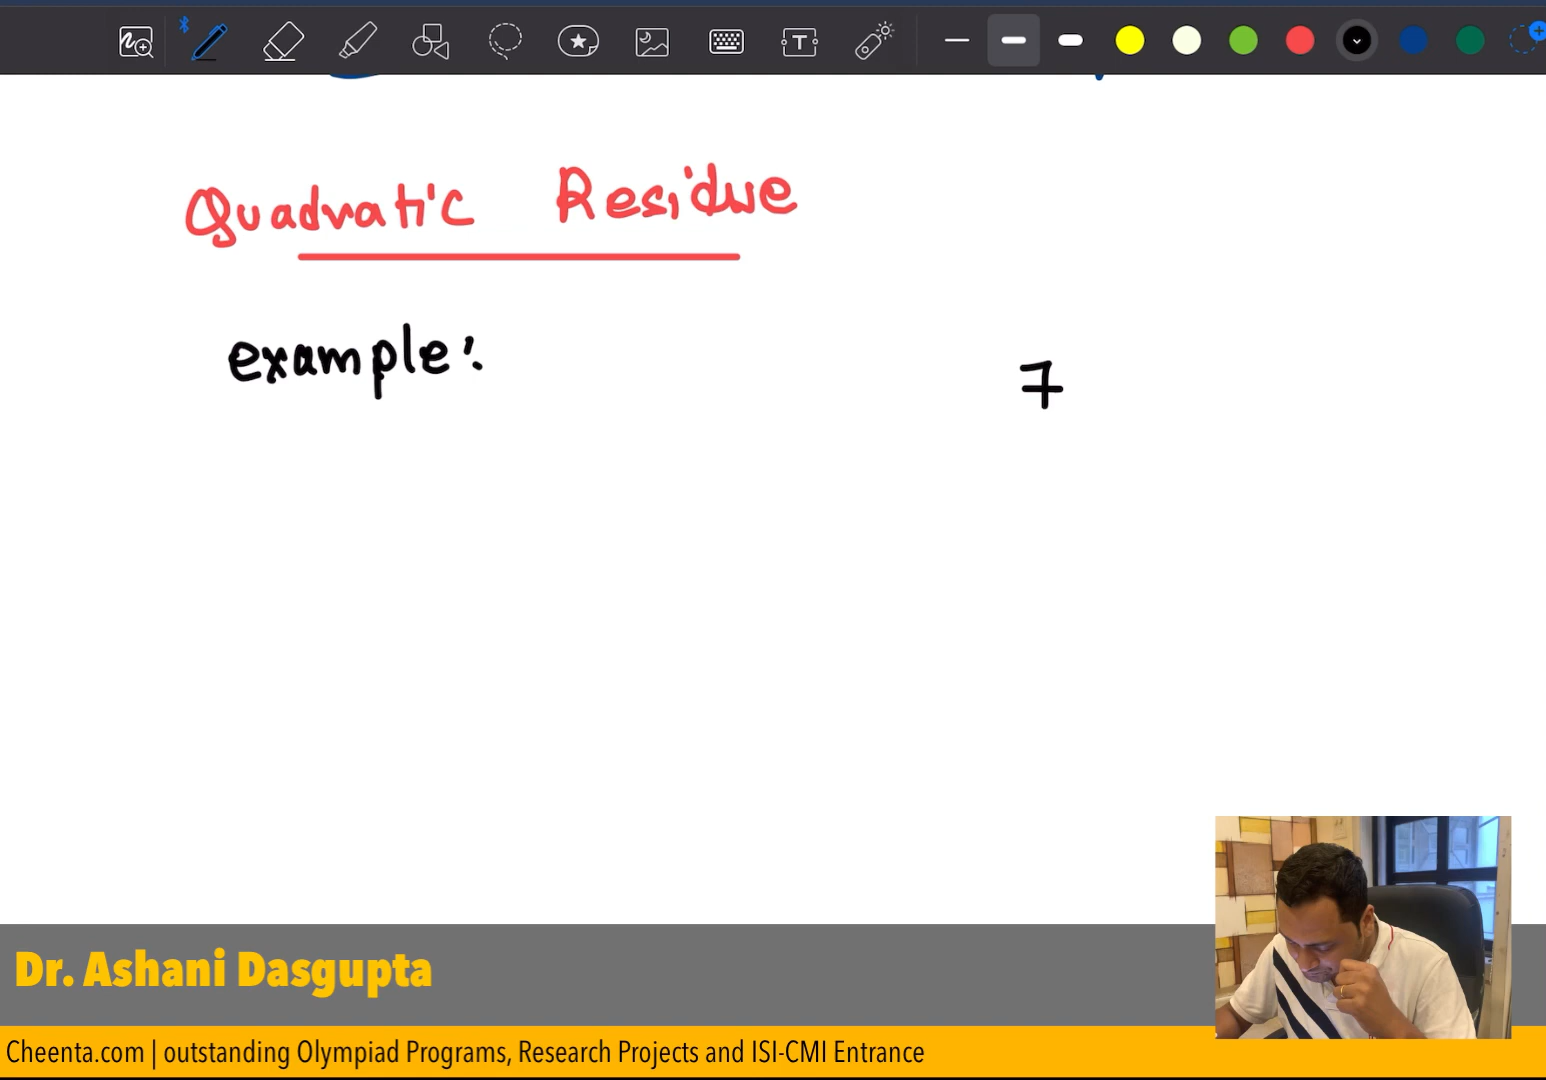 Quadratic Residue
example:
7
Dr. Ashani Dasgupta
Cheenta.com | outstanding Olympiad Programs, Research Projects and ISI-CMI Entrance